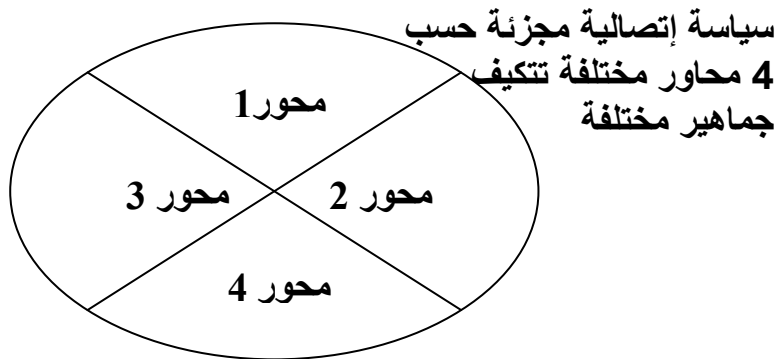 سياسة إتصالية مجزئة حسب
4 محاور مختلفة تتكيف
جماهير مختلفة
محور1
محور 2
محور 3
محور 4